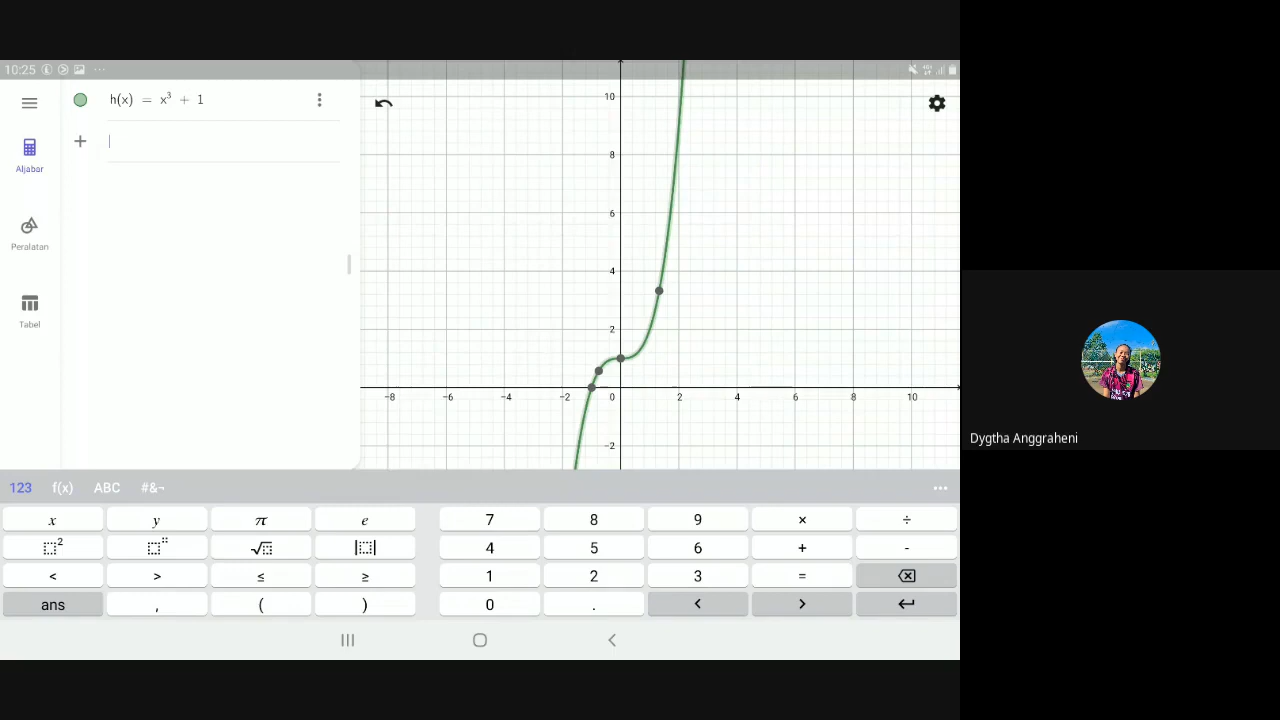 10:25
h(x) = x³ + 1
+
Aljabar
Peralatan
Tabel
10
8
6
4
2
−8 −6 −4 −2 0 2 4 6 8 10
−2
Dygtha Anggraheni
123 f(x) ABC #&¬
x y π e 7 8 9 × ÷
² √ 4 5 6 + -
< > ≤ ≥ 1 2 3 =
ans , ( ) 0 . < >